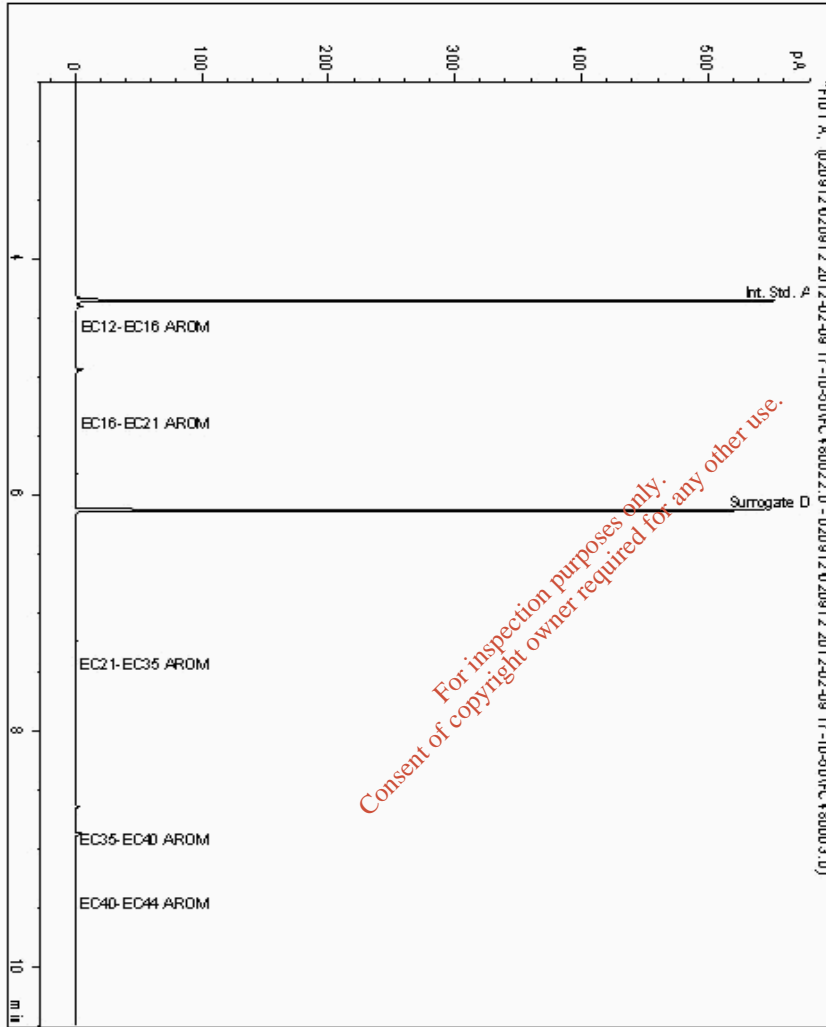 0
100
200
300
400
500
pA
4
Int. Std. A
EC12-EC16 AROM
EC16-EC21 AROM
6
Surrogate D
EC21-EC35 AROM
8
EC35-EC40 AROM
EC40-EC44 AROM
10
min
For inspection purposes only.
Consent of copyright owner required for any other use.